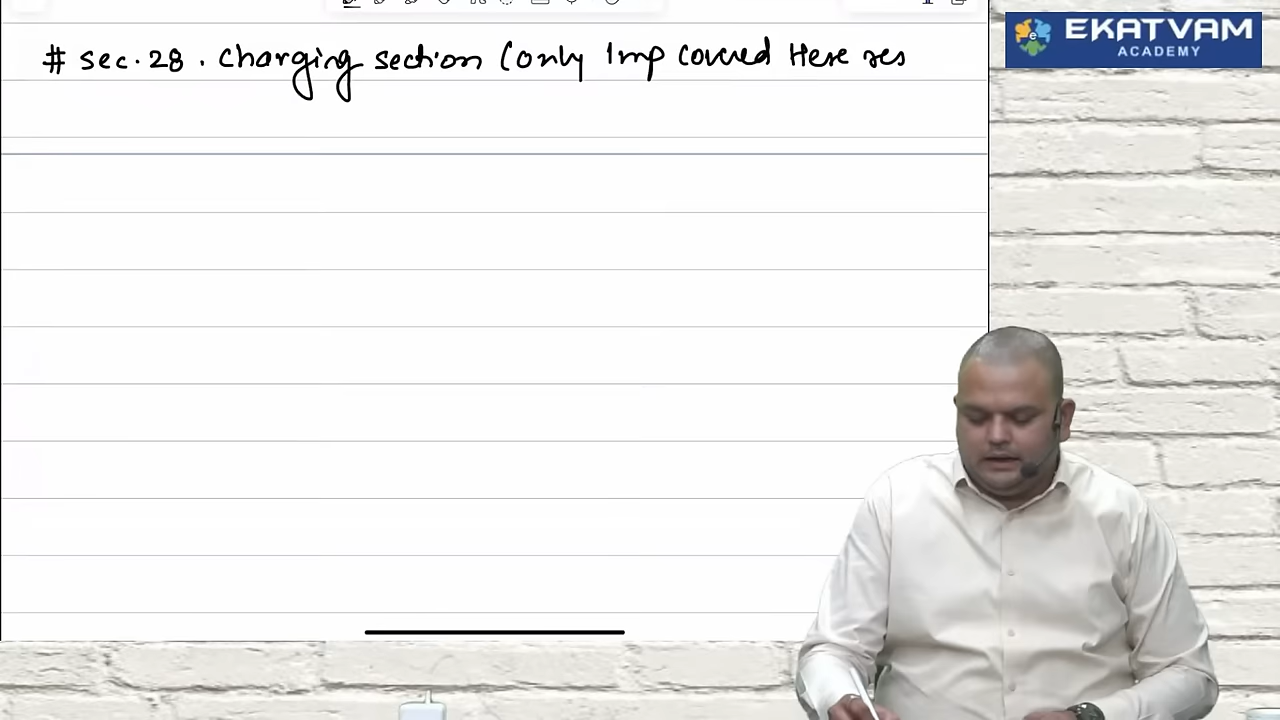 # sec. 28 . Charging section (only Imp covered Here res
EKATVAM
ACADEMY